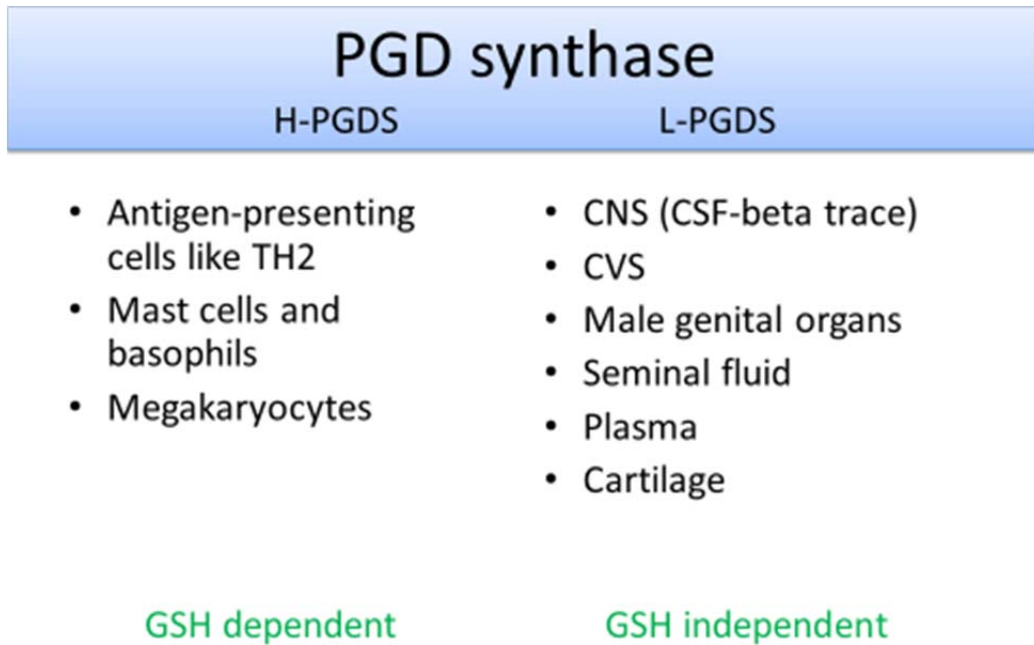 PGD synthase
H-PGDS L-PGDS
• Antigen-presenting
cells like TH2
• Mast cells and
basophils
• Megakaryocytes
• CNS (CSF-beta trace)
• CVS
• Male genital organs
• Seminal fluid
• Plasma
• Cartilage
GSH dependent
GSH independent